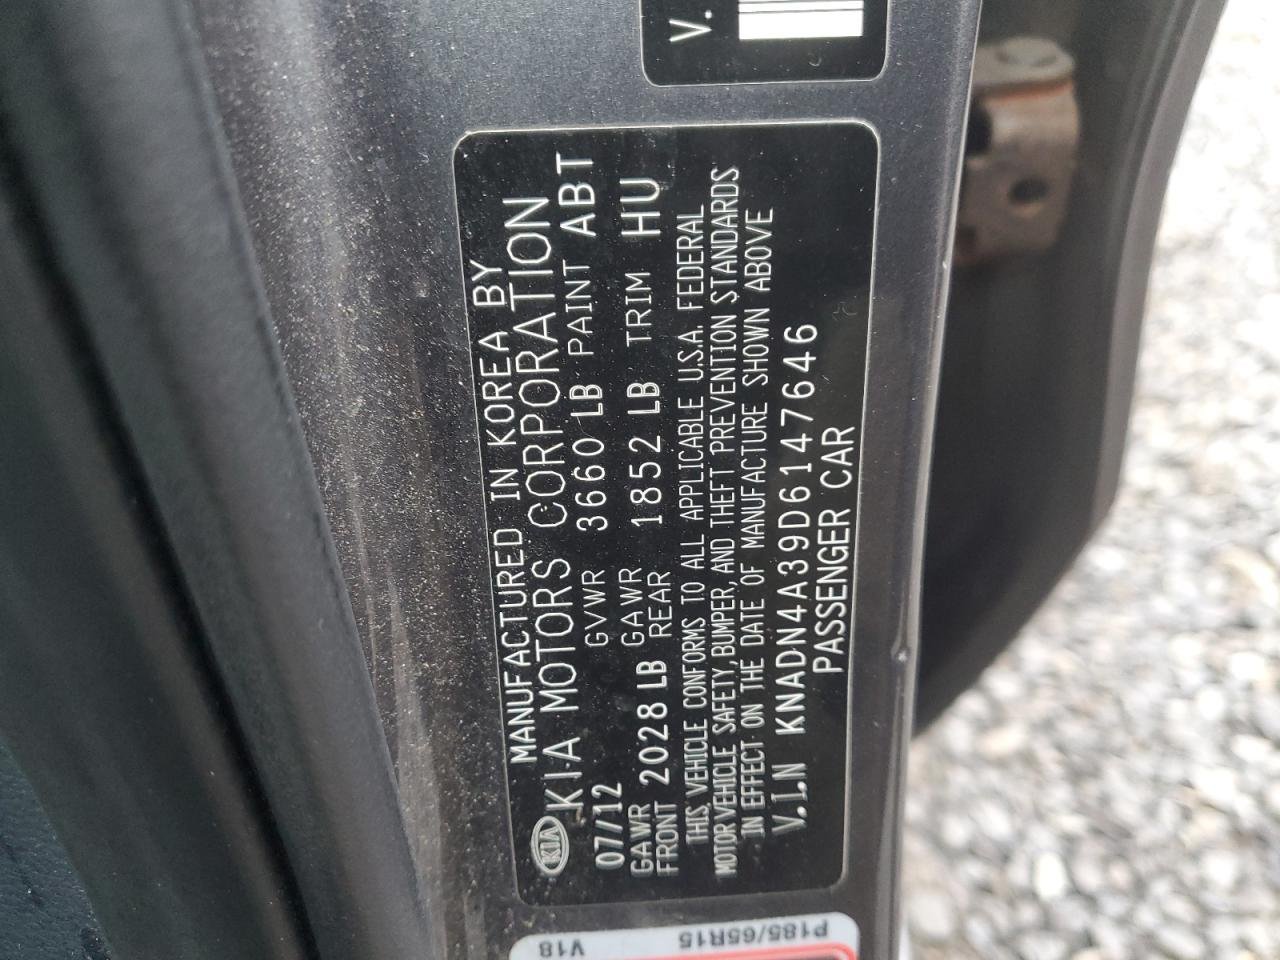 MANUFACTURED IN KOREA BY
KIA KIA MOTORS CORPORATION
07/12 GVWR 3660 LB PAINT ABT
GAWR FRONT 2028 LB GAWR REAR 1852 LB TRIM HU
THIS VEHICLE CONFORMS TO ALL APPLICABLE U.S.A. FEDERAL
MOTOR VEHICLE SAFETY, BUMPER, AND THEFT PREVENTION STANDARDS
IN EFFECT ON THE DATE OF MANUFACTURE SHOWN ABOVE
V.I.N KNADN4A39D6147646
PASSENGER CAR
V.
P185/65R15
V18